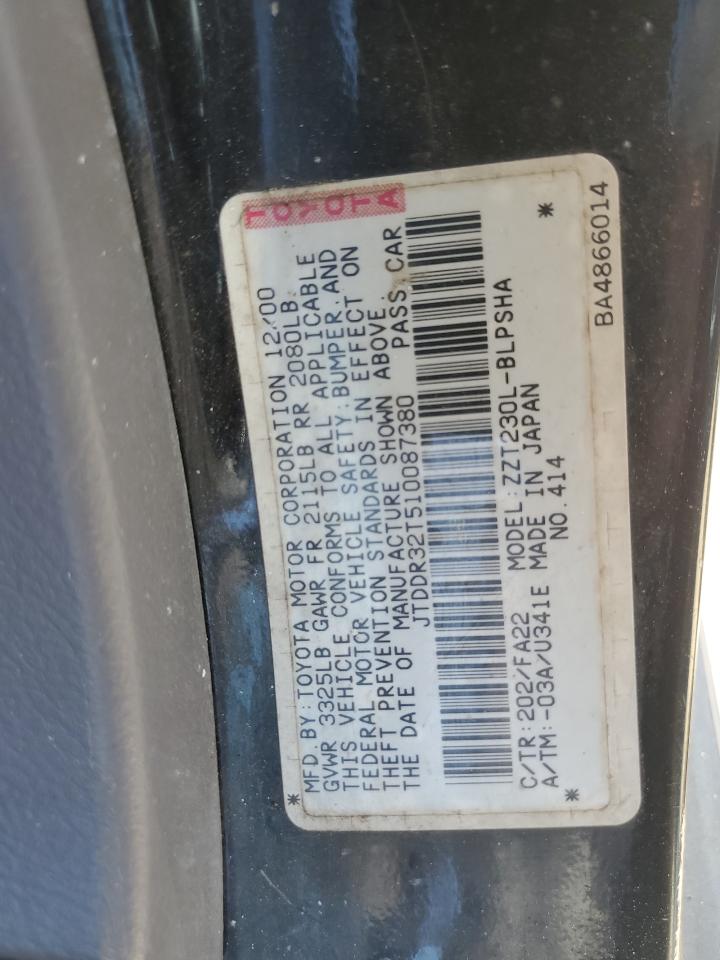 TOYOTA
MFD.BY:TOYOTA MOTOR CORPORATION 12/00
GVWR 3325LB GAWR FR 2115LB RR 2080LB
THIS VEHICLE CONFORMS TO ALL APPLICABLE
FEDERAL MOTOR VEHICLE SAFETY,BUMPER,AND
THEFT PREVENTION STANDARDS IN EFFECT ON
THE DATE OF MANUFACTURE SHOWN ABOVE.
JTDDR32T510087380 PASS.CAR
C/TR:202/FA22 MODEL:ZZT230L-BLPSHA
A/TM:-03A/U341E MADE IN JAPAN
NO.414
BA4866014